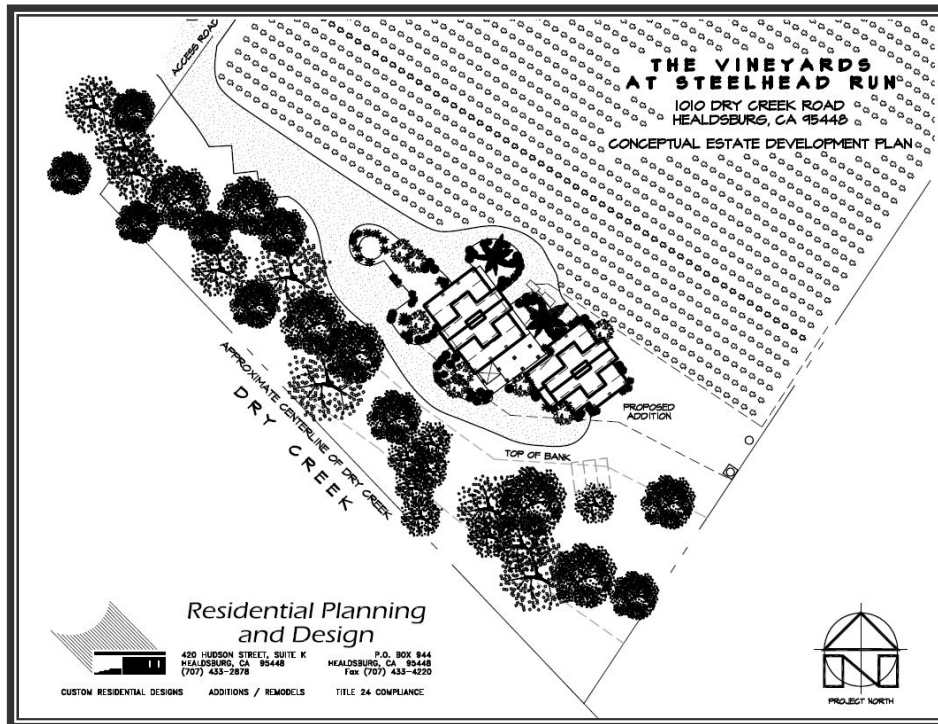 ACCESS ROAD
THE VINEYARDS
AT STEELHEAD RUN
1010 DRY CREEK ROAD
HEALDSBURG, CA 95448
CONCEPTUAL ESTATE DEVELOPMENT PLAN
PROPOSED
ADDITION
TOP OF BANK
APPROXIMATE CENTERLINE OF DRY CREEK
DRY CREEK
Residential Planning
and Design
420 HUDSON STREET, SUITE K
HEALDSBURG, CA 95448
(707) 433-2878
P.O. BOX 944
HEALDSBURG, CA 95448
Fax (707) 433-4220
CUSTOM RESIDENTIAL DESIGNS ADDITIONS / REMODELS TITLE 24 COMPLIANCE
PROJECT NORTH